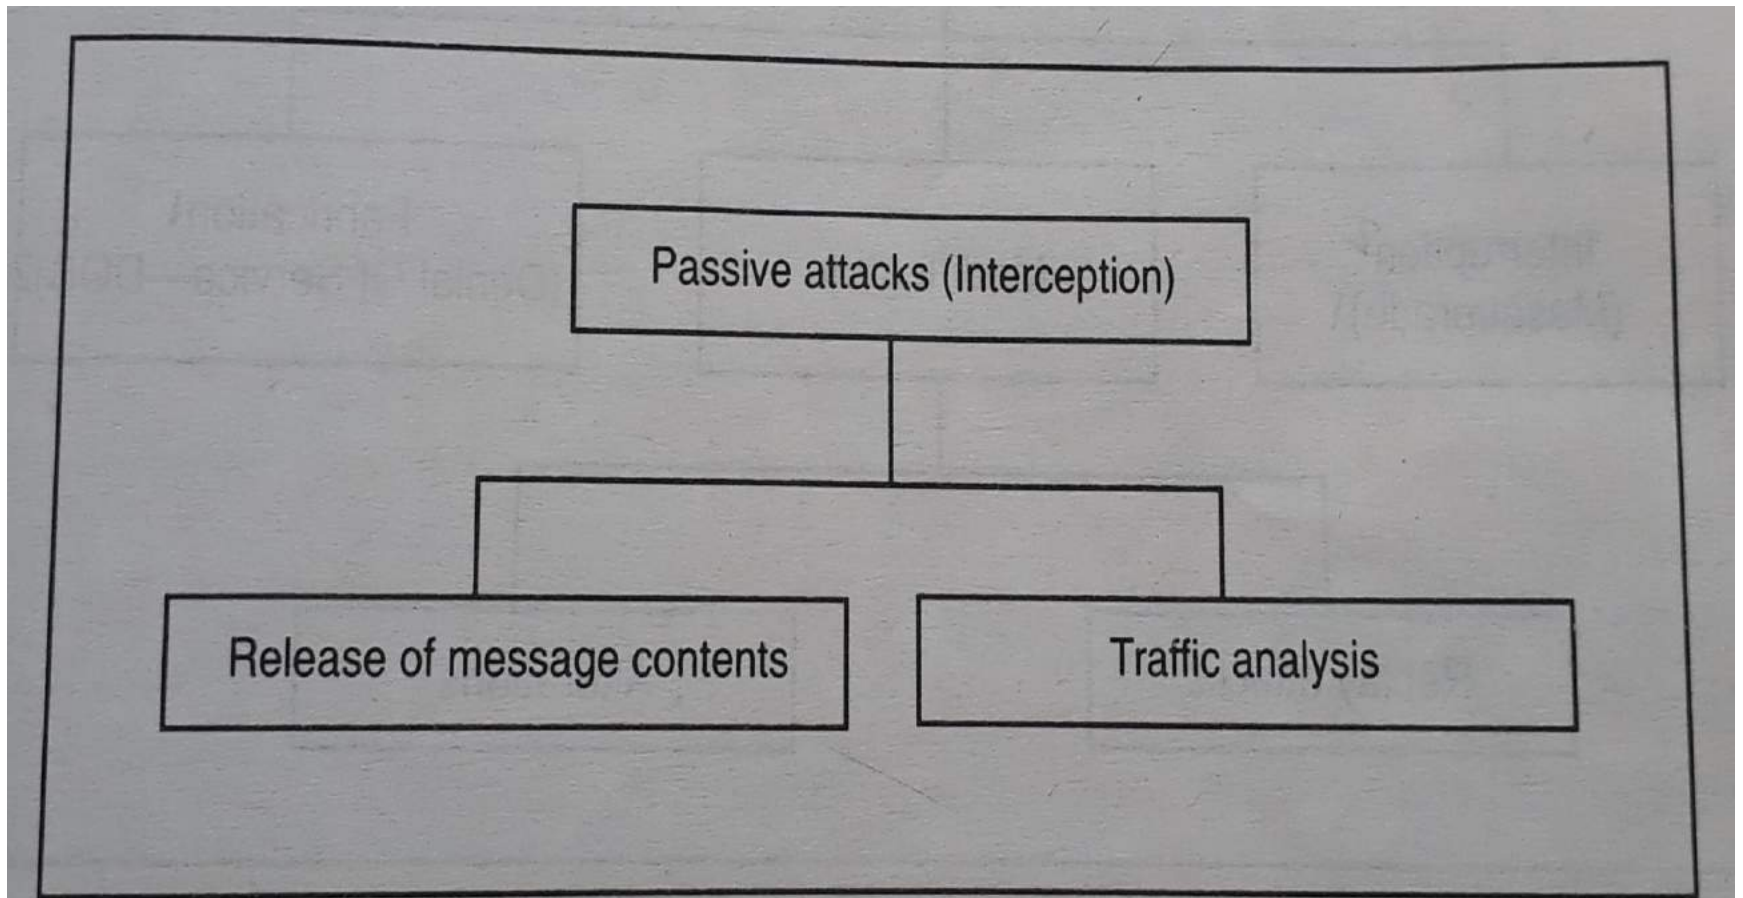 Passive attacks (Interception)
Release of message contents
Traffic analysis